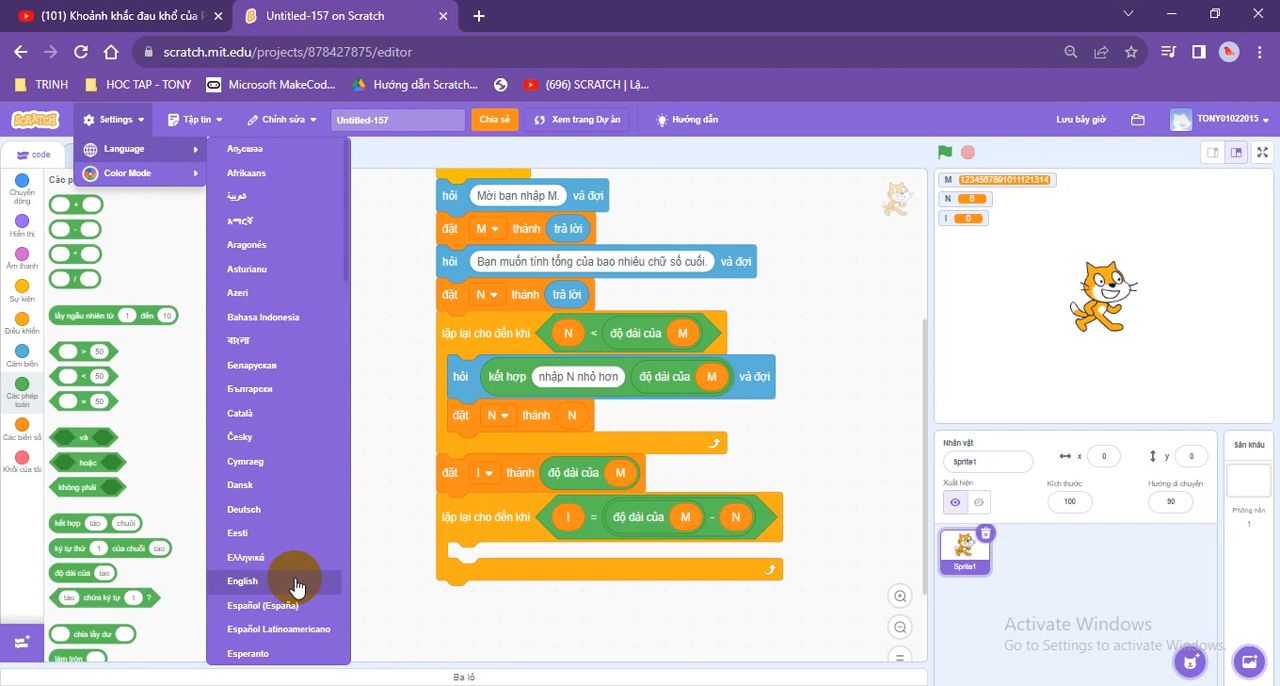 (101) Khoảnh khắc đau khổ của P
Untitled-157 on Scratch
scratch.mit.edu/projects/878427875/editor
TRINH
HOC TAP - TONY
Microsoft MakeCod...
Hướng dẫn Scratch...
(696) SCRATCH | Lậ...
SCRATCH
Settings
Tập tin
Chỉnh sửa
Untitled-157
Chia sẻ
Xem trang Dự án
Hướng dẫn
Lưu bây giờ
TONY01022015
Language
Color Mode
code
Các p
Chuyển động
Hiển thị
Âm thanh
Sự kiện
Điều khiển
Cảm biến
Các phép toán
Các biến số
Khối của tôi
+
-
*
/
lấy ngẫu nhiên từ 1 đến 10
> 50
< 50
= 50
và
hoặc
không phải
kết hợp táo chuối
ký tự thứ 1 của chuỗi táo
độ dài của táo
táo chứa ký tự 1 ?
chia lấy dư
làm tròn
Аҧсшәа
Afrikaans
العربية
አማርኛ
Aragonés
Asturianu
Azeri
Bahasa Indonesia
বাংলা
Беларуская
Български
Català
Česky
Cymraeg
Dansk
Deutsch
Eesti
Ελληνικά
English
Español (España)
Español Latinoamericano
Esperanto
hỏi Mời bạn nhập M. và đợi
đặt M thành trả lời
hỏi Bạn muốn tính tổng của bao nhiêu chữ số cuối. và đợi
đặt N thành trả lời
lặp lại cho đến khi N < độ dài của M
hỏi kết hợp nhập N nhỏ hơn độ dài của M và đợi
đặt N thành N
đặt I thành độ dài của M
lặp lại cho đến khi I = độ dài của M - N
M 1234567891011121314
N 6
I 0
Nhân vật
Sprite1
x 0
y 0
Xuất hiện
Kích thước
100
Hướng di chuyển
90
Sprite1
Sân khấu
Phông nền
1
Activate Windows
Go to Settings to activate Windows.
Ba lô